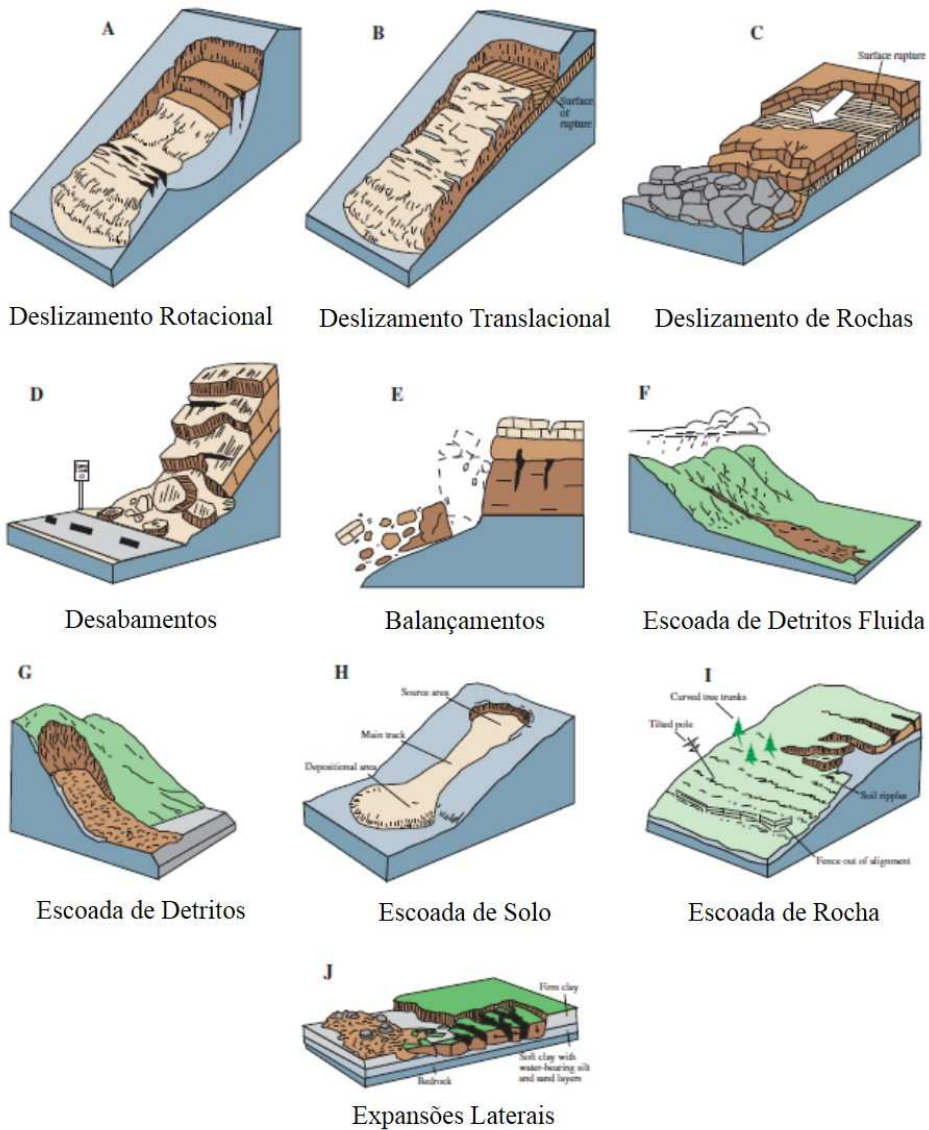 A
B
C
Surface rupture
Surface
of
rupture
Toe
Deslizamento Rotacional
Deslizamento Translacional
Deslizamento de Rochas
D
E
F
Desabamentos
Balançamentos
Escoada de Detritos Fluida
G
H
I
Source area
Main track
Depositional area
Curved tree trunks
Tilted pole
Soil ripples
Fence out of alignment
Escoada de Detritos
Escoada de Solo
Escoada de Rocha
J
Firm clay
Soft clay with
water-bearing silt
and sand layers
Bedrock
Expansões Laterais